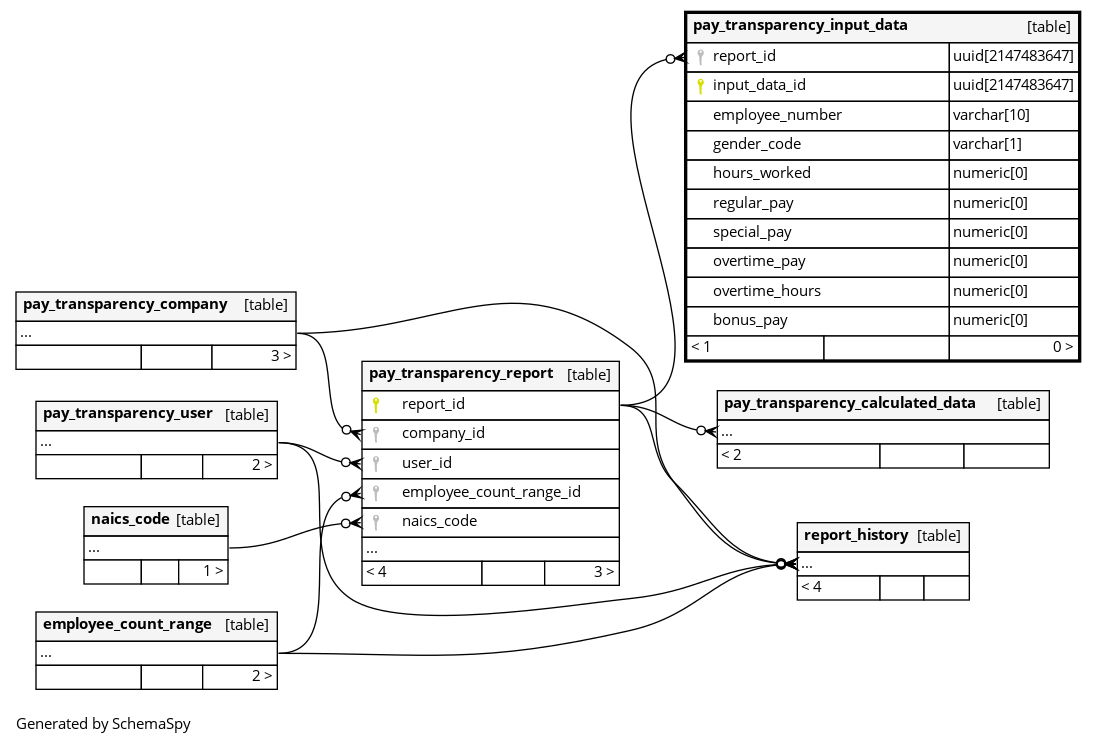 pay_transparency_input_data [table]
report_id uuid[2147483647]
input_data_id uuid[2147483647]
employee_number varchar[10]
gender_code varchar[1]
hours_worked numeric[0]
regular_pay numeric[0]
special_pay numeric[0]
overtime_pay numeric[0]
overtime_hours numeric[0]
bonus_pay numeric[0]
< 1 0 >
pay_transparency_company [table]
...
3 >
pay_transparency_user [table]
...
2 >
naics_code [table]
...
1 >
employee_count_range [table]
...
2 >
pay_transparency_report [table]
report_id
company_id
user_id
employee_count_range_id
naics_code
...
< 4 3 >
pay_transparency_calculated_data [table]
...
< 2
report_history [table]
...
< 4
Generated by SchemaSpy